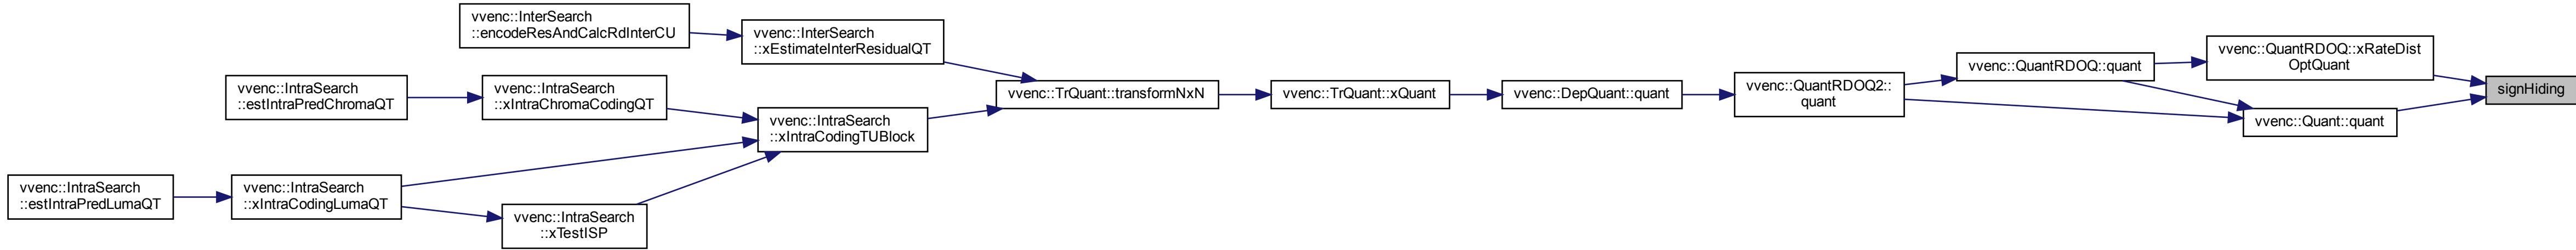 vvenc::InterSearch
::encodeResAndCalcRdInterCU
vvenc::InterSearch
::xEstimateInterResidualQT
vvenc::IntraSearch
::estIntraPredChromaQT
vvenc::IntraSearch
::xIntraChromaCodingQT
vvenc::IntraSearch
::estIntraPredLumaQT
vvenc::IntraSearch
::xIntraCodingLumaQT
vvenc::IntraSearch
::xTestISP
vvenc::IntraSearch
::xIntraCodingTUBlock
vvenc::TrQuant::transformNxN
vvenc::TrQuant::xQuant
vvenc::DepQuant::quant
vvenc::QuantRDOQ2::
quant
vvenc::QuantRDOQ::quant
vvenc::QuantRDOQ::xRateDist
OptQuant
vvenc::Quant::quant
signHiding